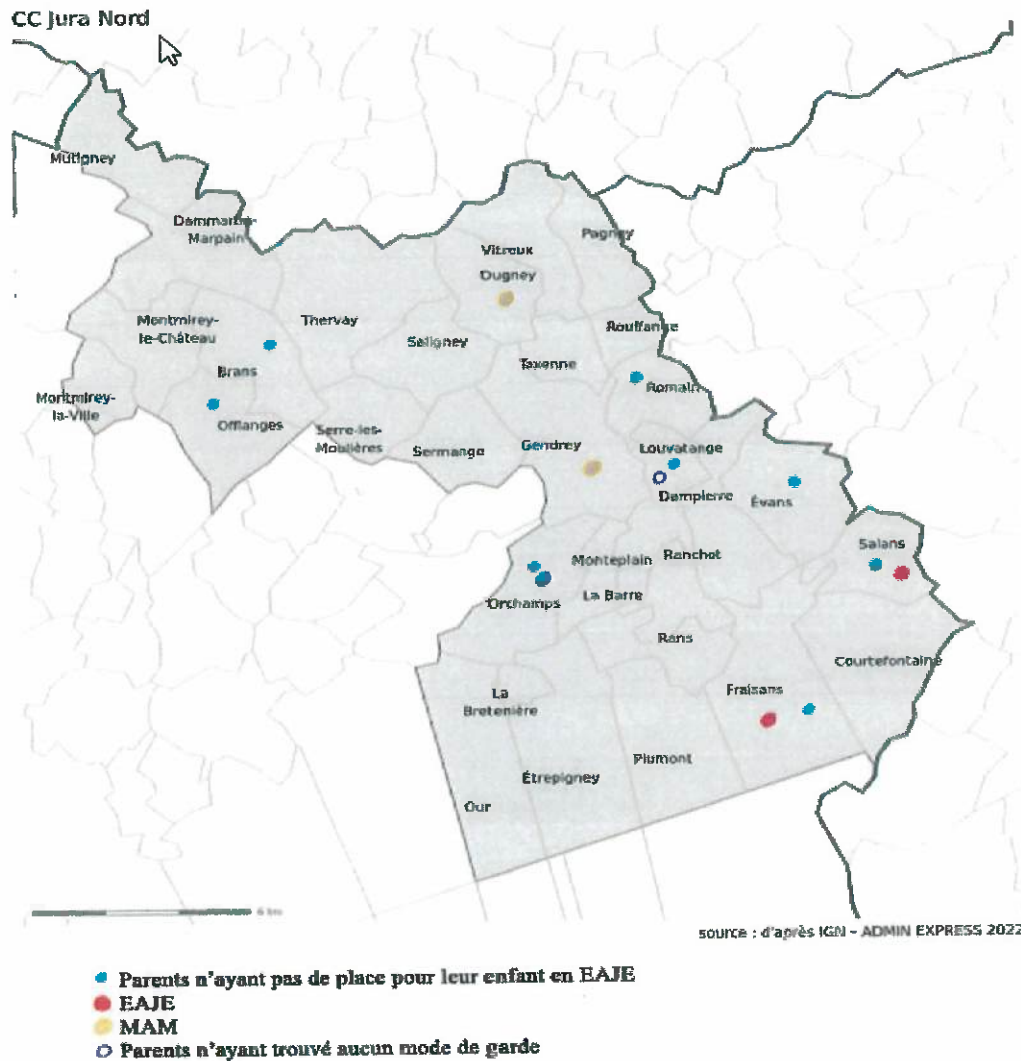 CC Jura Nord
Mutigney
Dammartin-
Marpain
Pagney
Vitreux
Ougney
Montmirey-
le-Château
Thervay
Rouffange
Saligney
Taxenne
Brans
Romain
Montmirey-
la-Ville
Offlanges
Serre-les-
Moulières
Sermange
Gendrey
Louvatange
Dampierre
Évans
Salans
Monteplain
Ranchot
Orchamps
La Barre
Rans
Courtefontaine
Fraisans
La
Bretenière
Plumont
Étrepigney
Our
6 km
source : d'après IGN - ADMIN EXPRESS 2022
Parents n'ayant pas de place pour leur enfant en EAJE
EAJE
MAM
Parents n'ayant trouvé aucun mode de garde